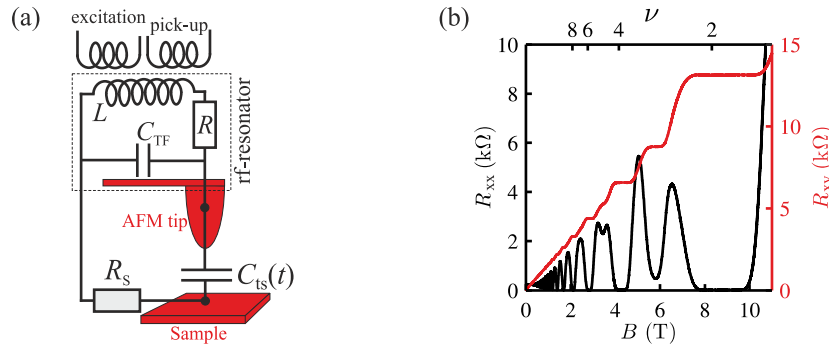 (a)
excitation
pick-up
L
R
C_TF
rf-resonator
AFM tip
R_S
C_ts(t)
Sample
(b)
ν
8 6 4 2
10
8
6
4
2
0
R_xx (kΩ)
15
10
5
0
R_xy (kΩ)
0 2 4 6 8 10
B (T)